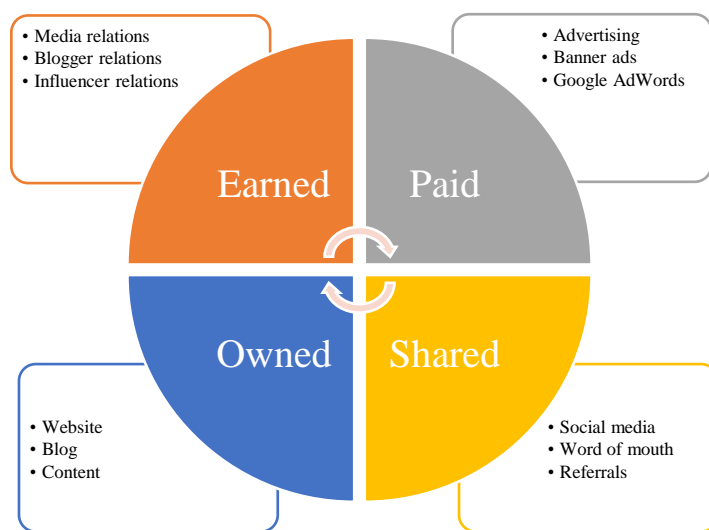 • Media relations
• Blogger relations
• Influencer relations
• Advertising
• Banner ads
• Google AdWords
Earned
Paid
Owned
Shared
• Website
• Blog
• Content
• Social media
• Word of mouth
• Referrals